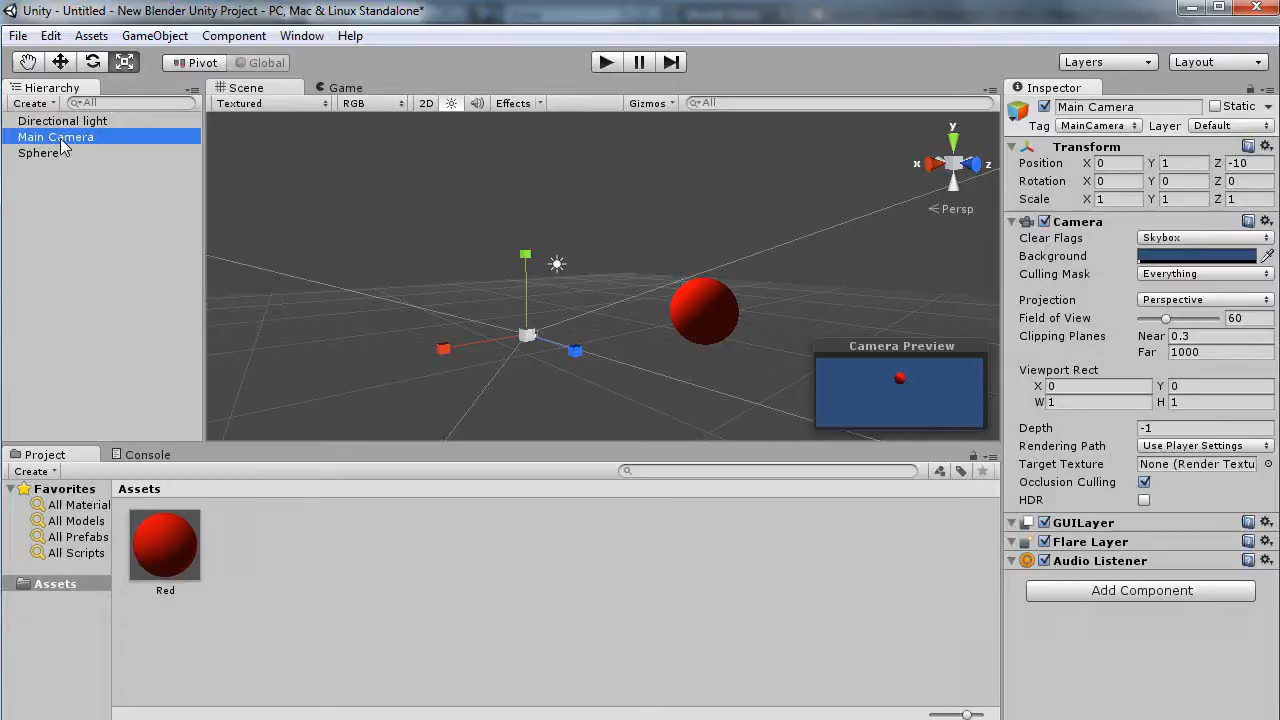 Unity - Untitled - New Blender Unity Project - PC, Mac & Linux Standalone*
File Edit Assets GameObject Component Window Help
Pivot Global Layers Layout
Hierarchy
Create All
Directional light
Main Camera
Sphere
Scene Game
Textured RGB 2D Effects Gizmos All
y
x z
Persp
Camera Preview
Inspector
Main Camera Static
Tag MainCamera Layer Default
Transform
Position X 0 Y 1 Z -10
Rotation X 0 Y 0 Z 0
Scale X 1 Y 1 Z 1
Camera
Clear Flags Skybox
Background
Culling Mask Everything
Projection Perspective
Field of View 60
Clipping Planes Near 0.3
Far 1000
Viewport Rect
X 0 Y 0
W 1 H 1
Depth -1
Rendering Path Use Player Settings
Target Texture None (Render Textu
Occlusion Culling
HDR
GUILayer
Flare Layer
Audio Listener
Add Component
Project Console
Create
Favorites
All Material
All Models
All Prefabs
All Scripts
Assets
Assets
Red